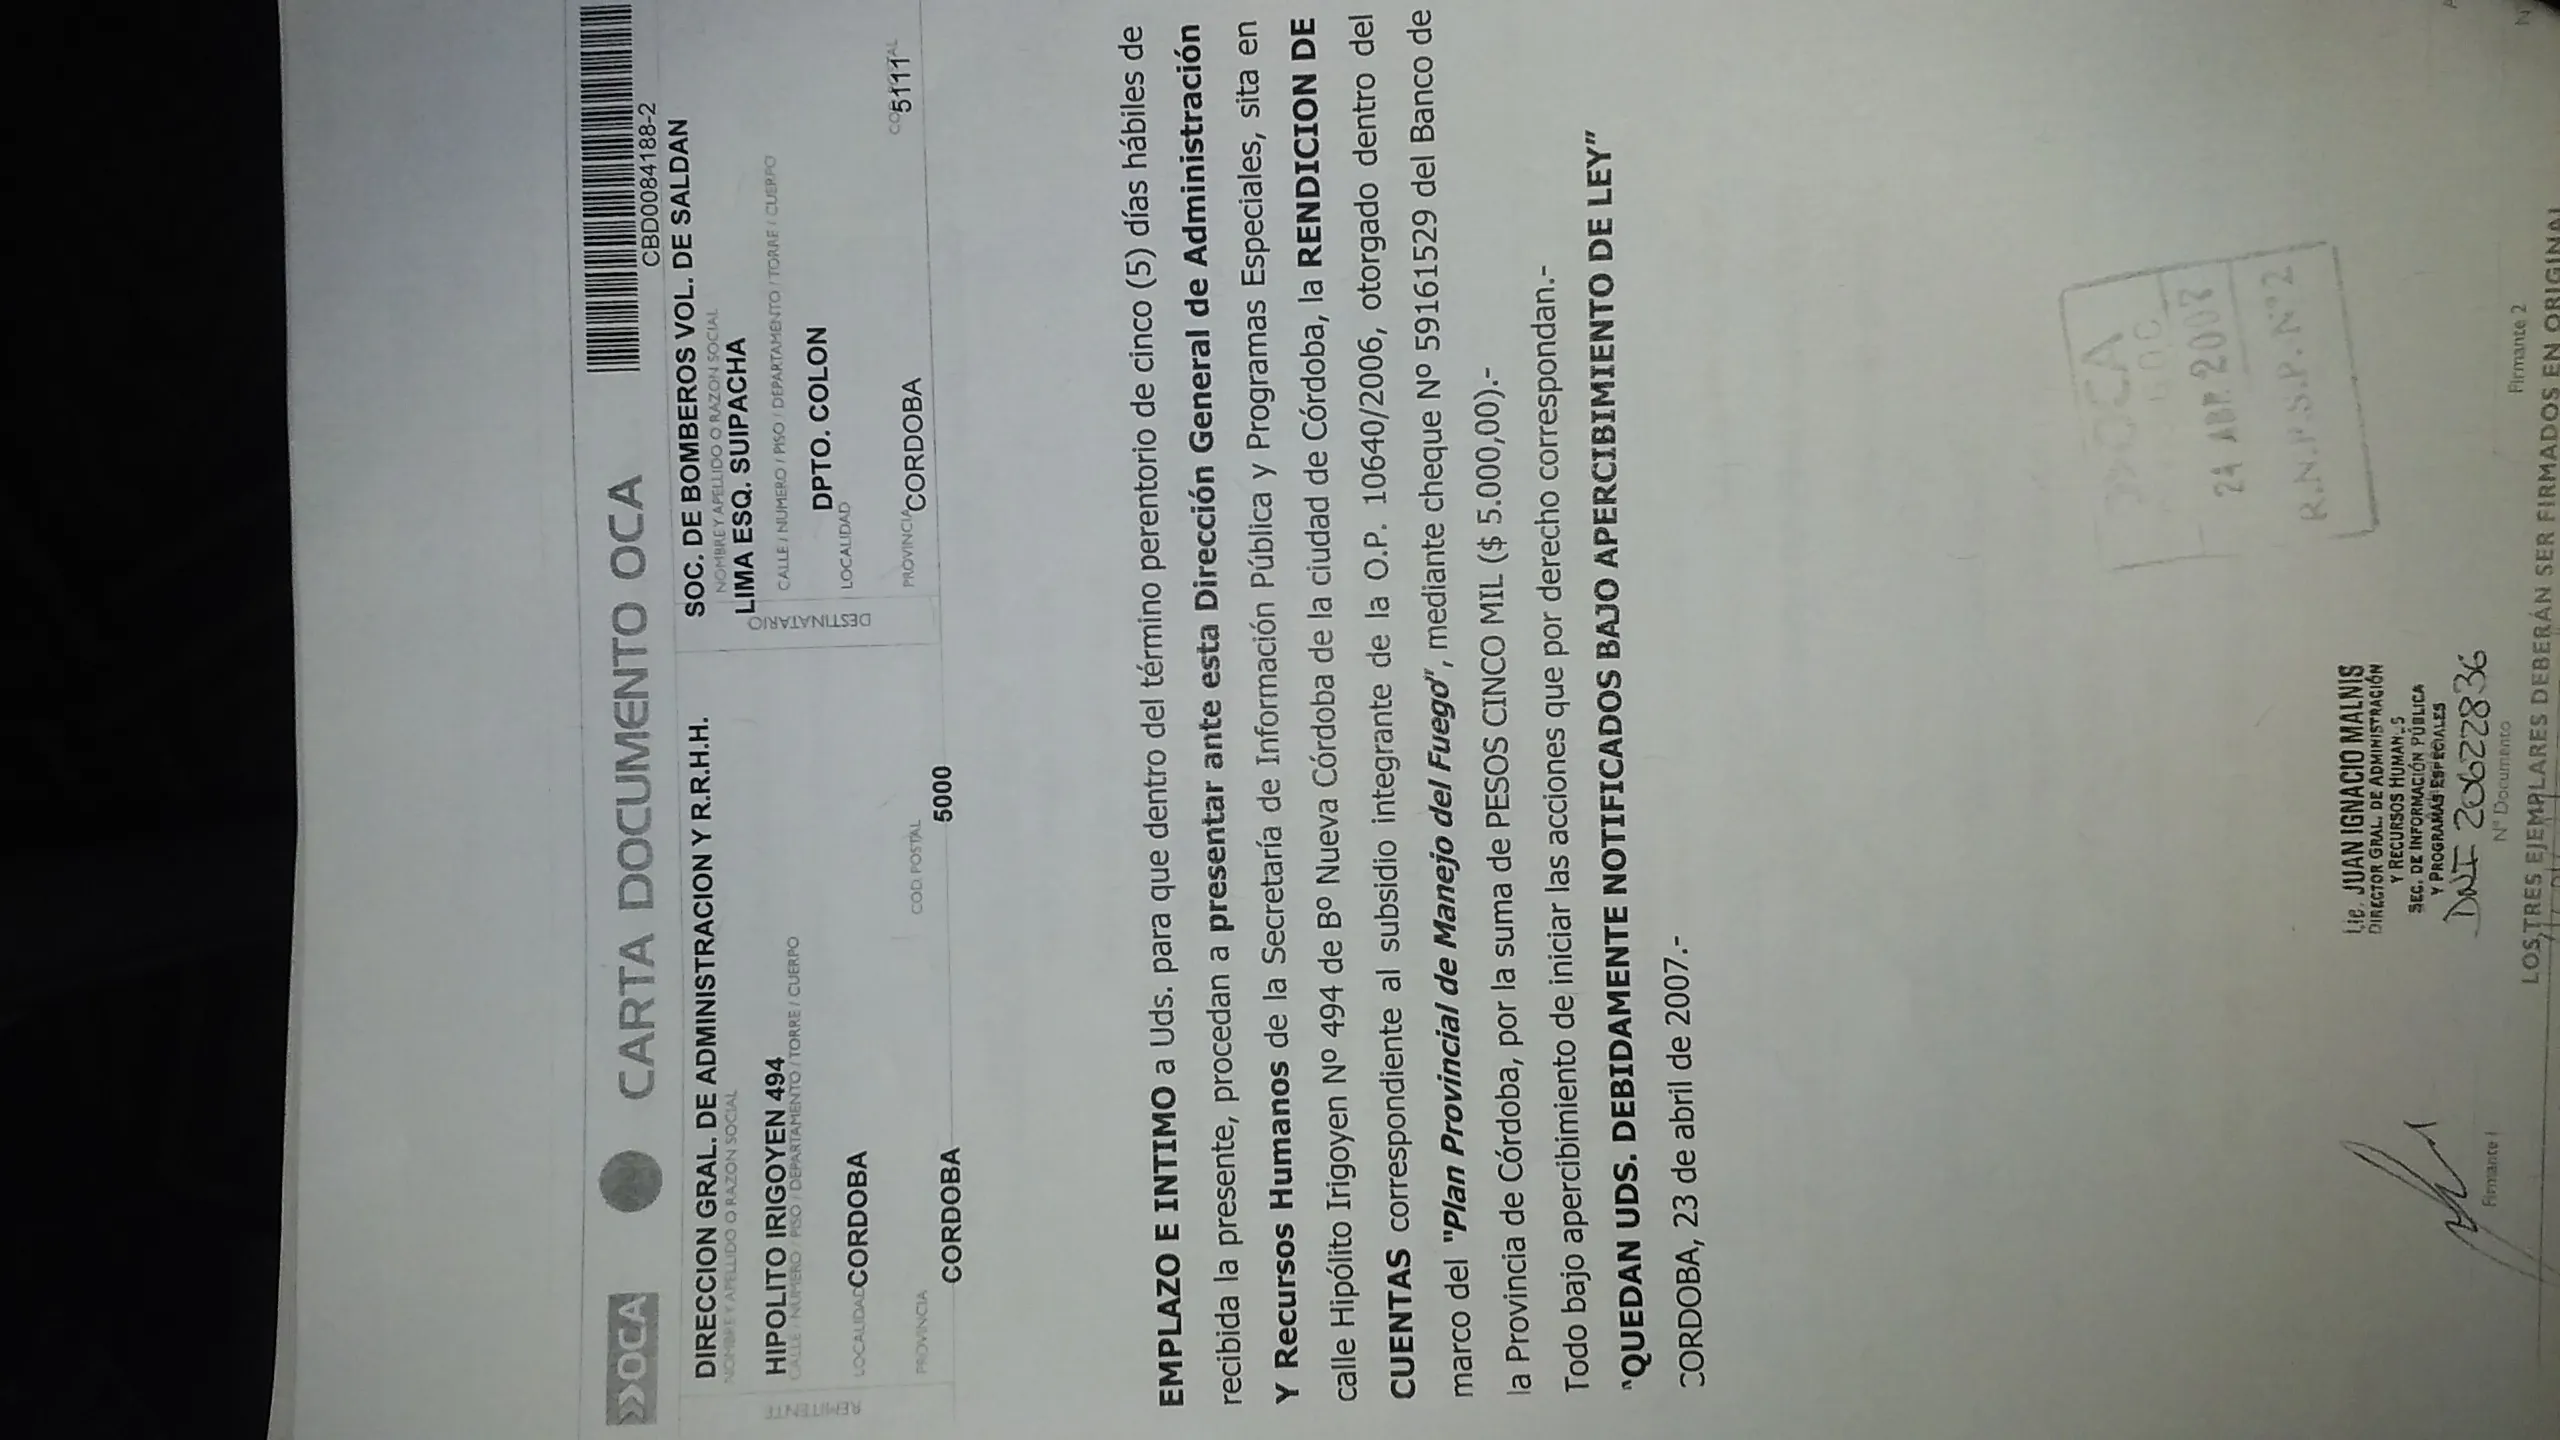 OCA CARTA DOCUMENTO OCA
CBD0084188-2
REMITENTE
DIRECCION GRAL. DE ADMINISTRACION Y R.R.H.H.
NOMBRE Y APELLIDO O RAZON SOCIAL
HIPOLITO IRIGOYEN 494
CALLE / NUMERO / PISO / DEPARTAMENTO / TORRE / CUERPO
LOCALIDAD CORDOBA
PROVINCIA COD. POSTAL
CORDOBA 5000
DESTINATARIO
SOC. DE BOMBEROS VOL. DE SALDAN
NOMBRE Y APELLIDO O RAZON SOCIAL
LIMA ESQ. SUIPACHA
CALLE / NUMERO / PISO / DEPARTAMENTO / TORRE / CUERPO
DPTO. COLON
LOCALIDAD
PROVINCIA CORDOBA 5111
EMPLAZO E INTIMO a Uds. para que dentro del término perentorio de cinco (5) días hábiles de
recibida la presente, procedan a presentar ante esta Dirección General de Administración
Y Recursos Humanos de la Secretaría de Información Pública y Programas Especiales, sita en
calle Hipólito Irigoyen Nº 494 de Bº Nueva Córdoba de la ciudad de Córdoba, la RENDICION DE
CUENTAS correspondiente al subsidio integrante de la O.P. 10640/2006, otorgado dentro del
marco del "Plan Provincial de Manejo del Fuego", mediante cheque Nº 59161529 del Banco de
la Provincia de Córdoba, por la suma de PESOS CINCO MIL ($ 5.000,00).-
Todo bajo apercibimiento de iniciar las acciones que por derecho correspondan.-
"QUEDAN UDS. DEBIDAMENTE NOTIFICADOS BAJO APERCIBIMIENTO DE LEY"
CORDOBA, 23 de abril de 2007.-
OCA
24 ABR. 2007
R.N.P.S.P. Nº 2
Lic. JUAN IGNACIO MALNIS
DIRECTOR GRAL. DE ADMINISTRACIÓN
Y RECURSOS HUMANOS
SEC. DE INFORMACIÓN PÚBLICA
Y PROGRAMAS ESPECIALES
DNI 20622836
Firmante 1 Nº Documento Firmante 2
LOS TRES EJEMPLARES DEBERÁN SER FIRMADOS EN ORIGINAL